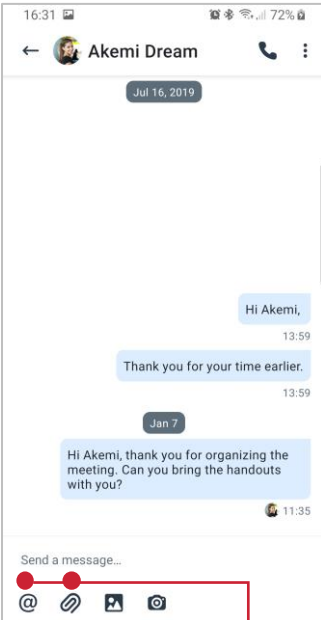 16:31 72%
Akemi Dream
Jul 16, 2019
Hi Akemi,
13:59
Thank you for your time earlier.
13:59
Jan 7
Hi Akemi, thank you for organizing the
meeting. Can you bring the handouts
with you?
11:35
Send a message...
@